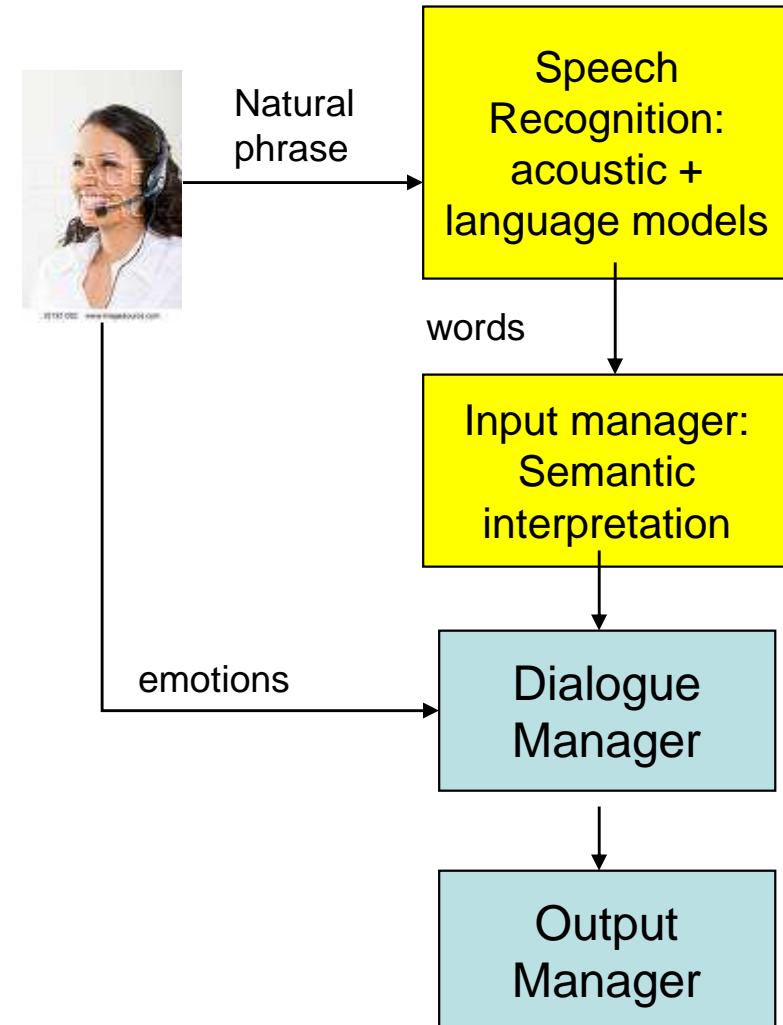 Natural
phrase
Speech
Recognition:
acoustic +
language models
words
Input manager:
Semantic
interpretation
emotions
Dialogue
Manager
Output
Manager